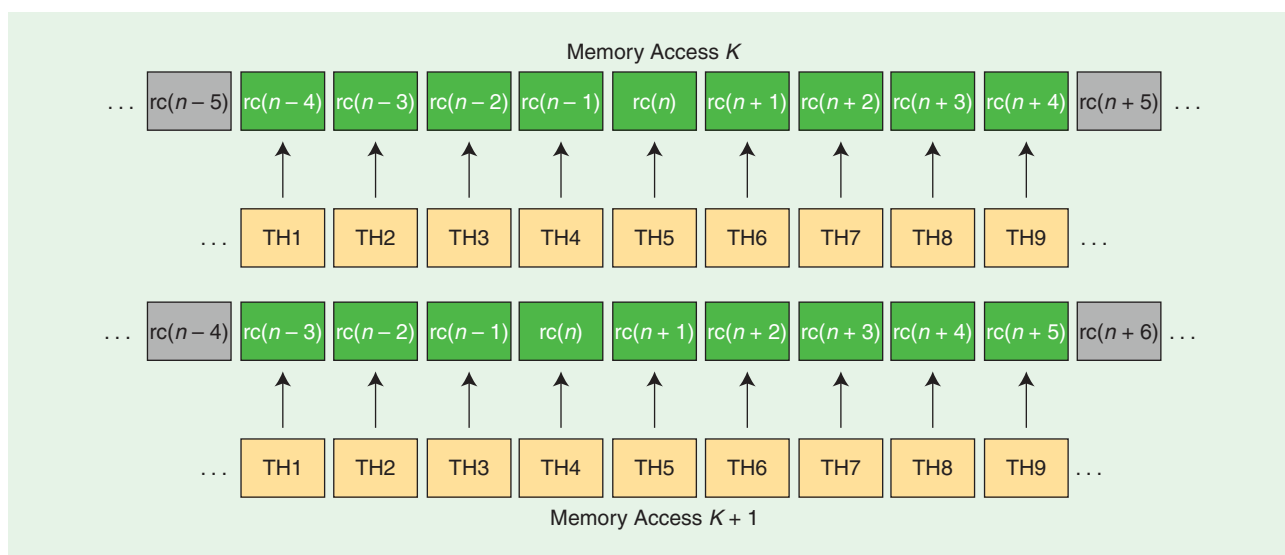 Memory Access K
... rc(n – 5) rc(n – 4) rc(n – 3) rc(n – 2) rc(n – 1) rc(n) rc(n + 1) rc(n + 2) rc(n + 3) rc(n + 4) rc(n + 5) ...
... TH1 TH2 TH3 TH4 TH5 TH6 TH7 TH8 TH9 ...
... rc(n – 4) rc(n – 3) rc(n – 2) rc(n – 1) rc(n) rc(n + 1) rc(n + 2) rc(n + 3) rc(n + 4) rc(n + 5) rc(n + 6) ...
... TH1 TH2 TH3 TH4 TH5 TH6 TH7 TH8 TH9 ...
Memory Access K + 1